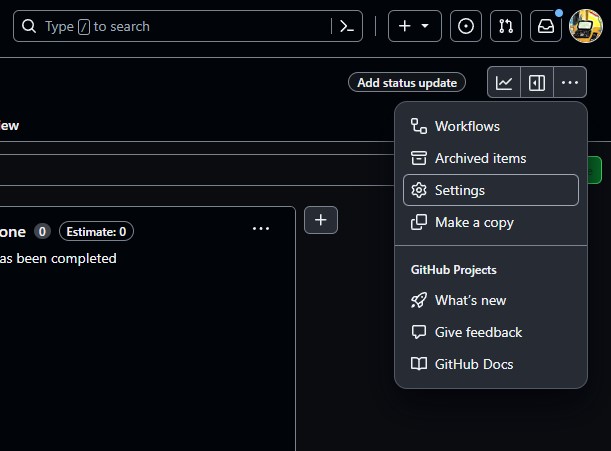 Type / to search
Add status update
ew
Workflows
Archived items
Settings
one 0 Estimate: 0
Make a copy
as been completed
GitHub Projects
What's new
Give feedback
GitHub Docs